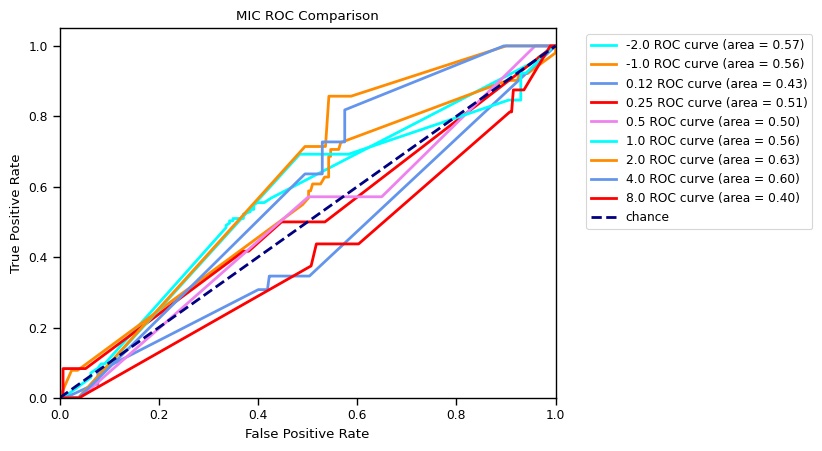 MIC ROC Comparison
1.0
0.8
0.6
0.4
0.2
0.0
True Positive Rate
0.0 0.2 0.4 0.6 0.8 1.0
False Positive Rate
-2.0 ROC curve (area = 0.57)
-1.0 ROC curve (area = 0.56)
0.12 ROC curve (area = 0.43)
0.25 ROC curve (area = 0.51)
0.5 ROC curve (area = 0.50)
1.0 ROC curve (area = 0.56)
2.0 ROC curve (area = 0.63)
4.0 ROC curve (area = 0.60)
8.0 ROC curve (area = 0.40)
chance